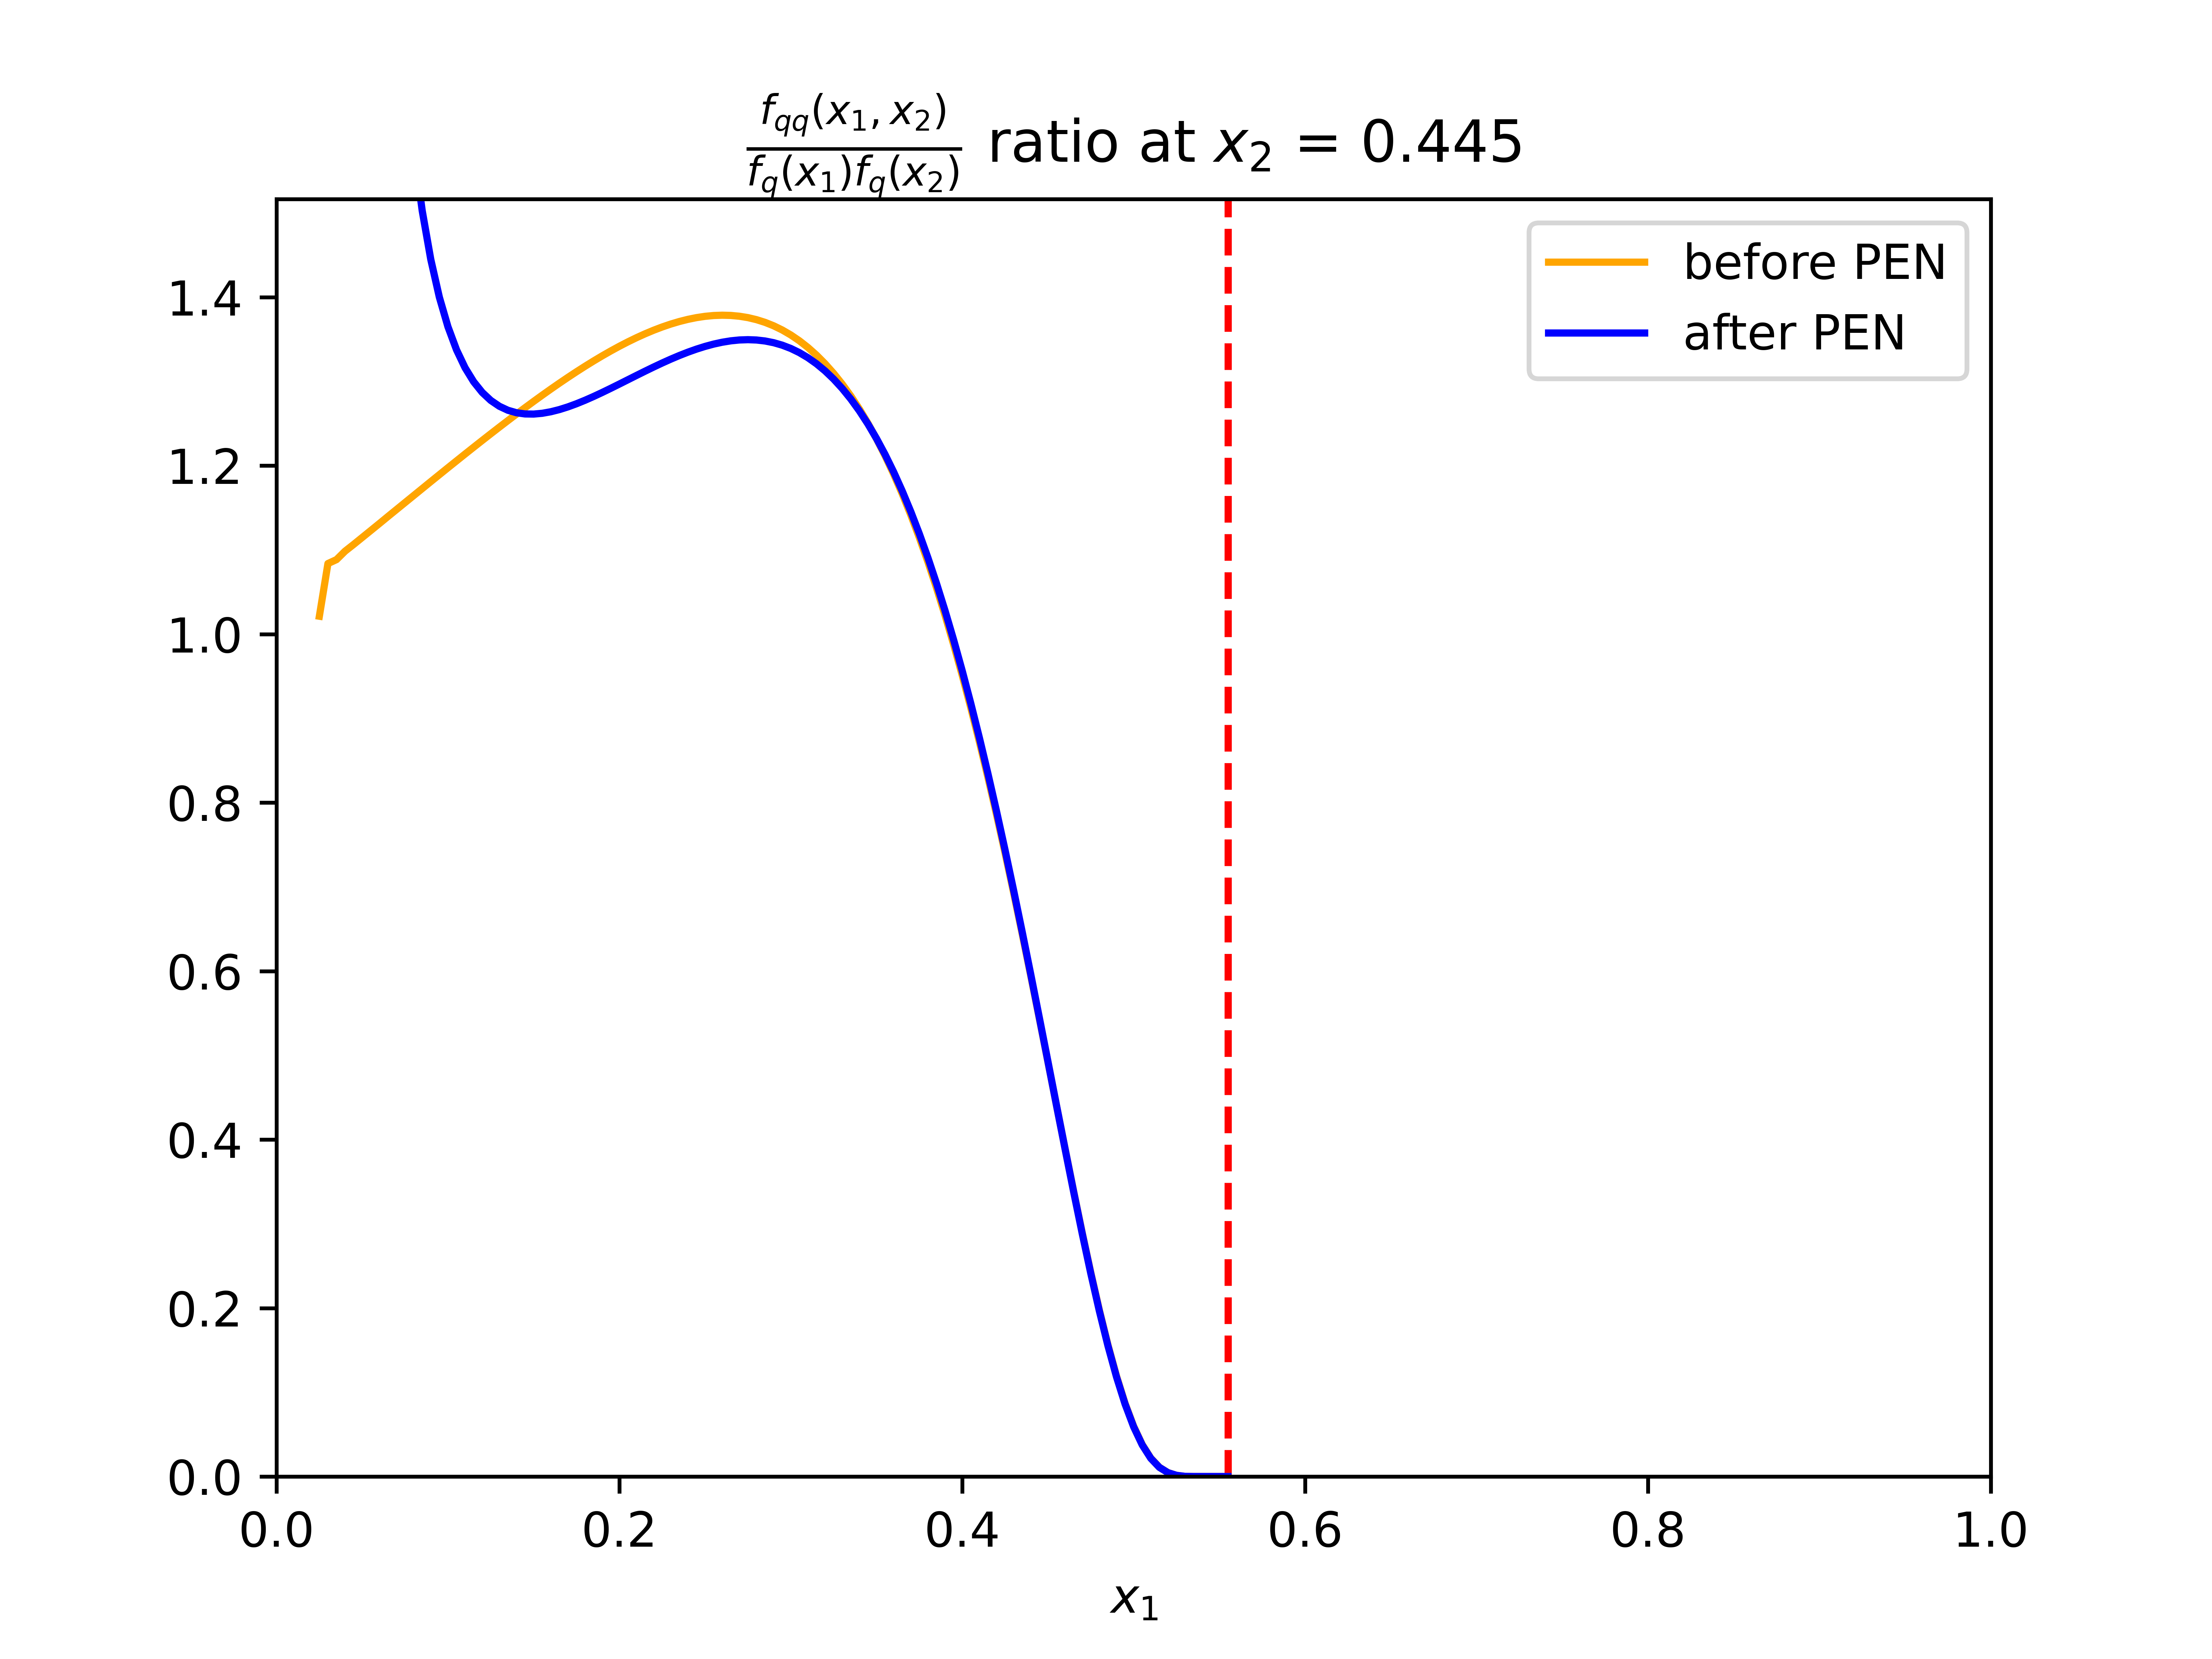 f_qq(x_1, x_2) / f_q(x_1)f_q(x_2) ratio at x_2 = 0.445
before PEN
after PEN
1.4
1.2
1.0
0.8
0.6
0.4
0.2
0.0
0.0 0.2 0.4 0.6 0.8 1.0
x_1